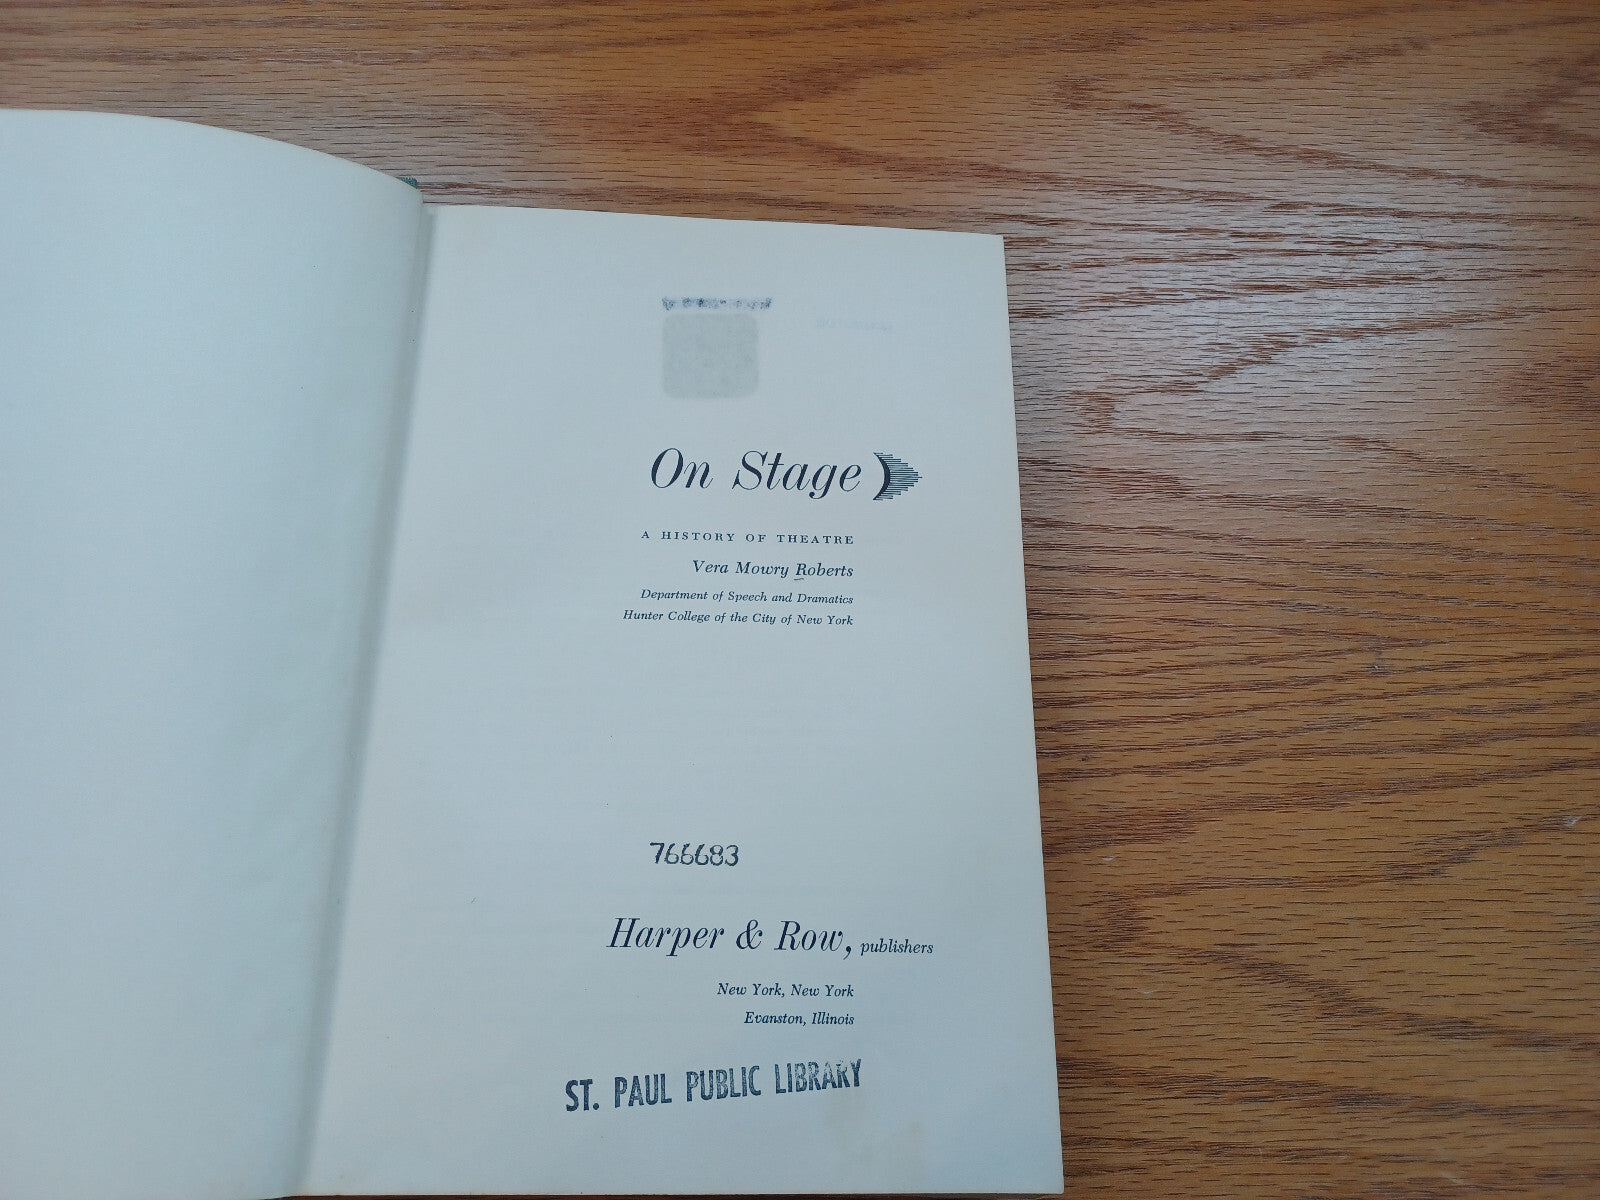 On Stage
A HISTORY OF THEATRE
Vera Mowry Roberts
Department of Speech and Dramatics
Hunter College of the City of New York
766683
Harper & Row, publishers
New York, New York
Evanston, Illinois
ST. PAUL PUBLIC LIBRARY